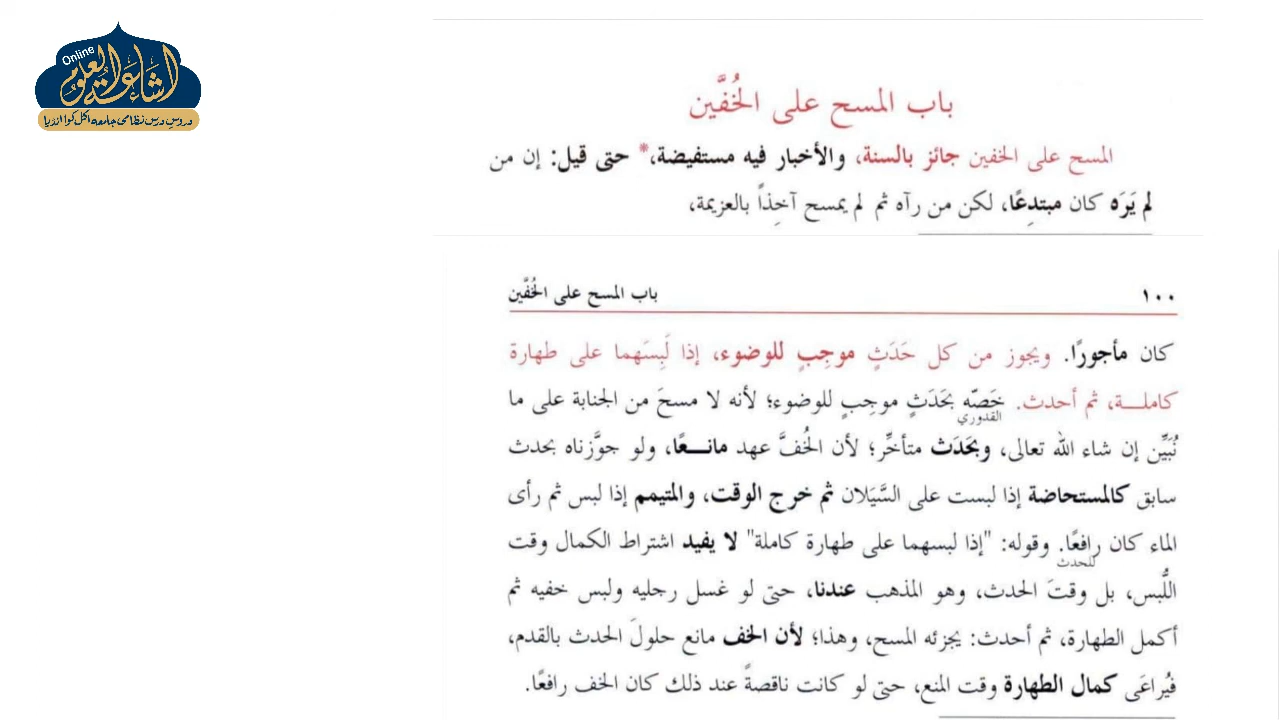 Online
اشاعۃ العلوم
دروسِ درس نظامی جامعہ اکل کوا انڈیا
باب المسح على الخُفَّين
المسح على الخفين جائز بالسنة، والأخبار فيه مستفيضة،* حتى قيل: إن من
لم يَرَه كان مبتدِعًا، لكن من رآه ثم لم يمسح آخِذاً بالعزيمة،
١٠٠ باب المسح على الخُفَّين
كان مأجورًا. ويجوز من كل حَدَثٍ موجِبٍ للوضوء، إذا لَبِسَهما على طهارة
كاملـــة، ثم أحدث. خَصّه بحَدَثٍ موجِبٍ للوضوء؛ لأنه لا مسحَ من الجنابة على ما
القدوري
نُبَيِّن إن شاء الله تعالى، وبحَدَث متأخِّر؛ لأن الخُفَّ عهد مانـــعًا، ولو جوَّزناه بحدث
سابق كالمستحاضة إذا لبست على السَّيَلان ثم خرج الوقت، والمتيمم إذا لبس ثم رأى
الماء كان رافعًا. وقوله: "إذا لبسهما على طهارة كاملة" لا يفيد اشتراط الكمال وقت
للحدث
اللُّبس، بل وقتَ الحدث، وهو المذهب عندنا، حتى لو غسل رجليه ولبس خفيه ثم
أكمل الطهارة، ثم أحدث: يجزئه المسح، وهذا؛ لأن الخف مانع حلولَ الحدث بالقدم،
فيُراعَى كمال الطهارة وقت المنع، حتى لو كانت ناقصةً عند ذلك كان الخف رافعًا.